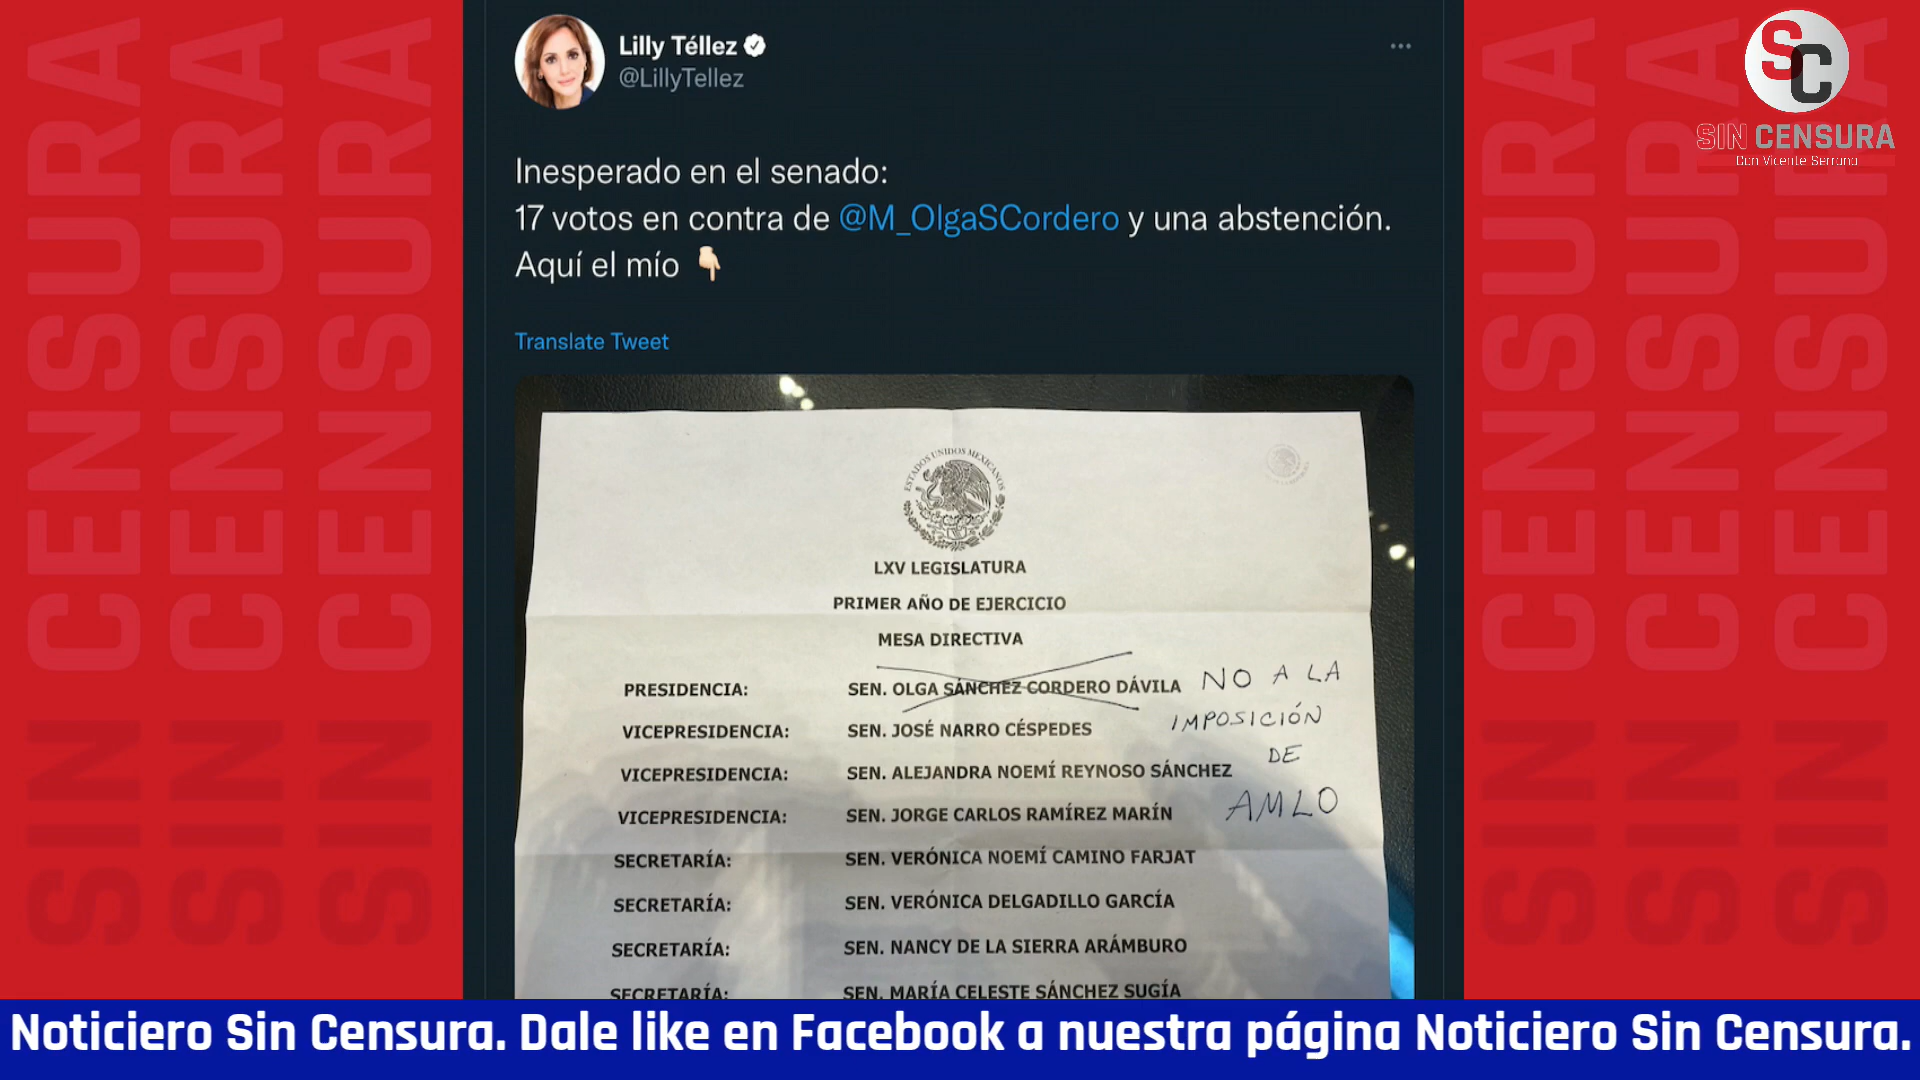 Lilly Téllez
@LillyTellez
Inesperado en el senado:
17 votos en contra de @M_OlgaSCordero y una abstención.
Aquí el mío 👇🏻
Translate Tweet
ESTADOS UNIDOS MEXICANOS
LXV LEGISLATURA
PRIMER AÑO DE EJERCICIO
MESA DIRECTIVA
PRESIDENCIA: SEN. OLGA SÁNCHEZ CORDERO DÁVILA NO A LA
IMPOSICIÓN
VICEPRESIDENCIA: SEN. JOSÉ NARRO CÉSPEDES
DE
VICEPRESIDENCIA: SEN. ALEJANDRA NOEMÍ REYNOSO SÁNCHEZ
AMLO
VICEPRESIDENCIA: SEN. JORGE CARLOS RAMÍREZ MARÍN
SECRETARÍA: SEN. VERÓNICA NOEMÍ CAMINO FARJAT
SECRETARÍA: SEN. VERÓNICA DELGADILLO GARCÍA
SECRETARÍA: SEN. NANCY DE LA SIERRA ARÁMBURO
SECRETARÍA: SEN. MARÍA CELESTE SÁNCHEZ SUGÍA
SC
SIN CENSURA
Con Vicente Serrano
SIN CENSURA
SIN CENSURA
SIN CENSURA
SIN CENSURA
SIN CENSURA
SIN CENSURA
Noticiero Sin Censura. Dale like en Facebook a nuestra página Noticiero Sin Censura.